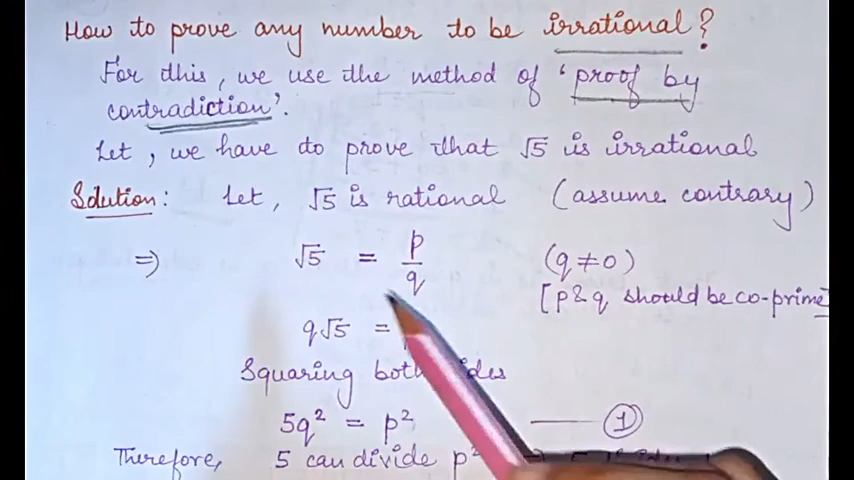 How to prove any number to be irrational?
For this, we use the method of 'proof by
contradiction'.
Let, we have to prove that √5 is irrational
Solution: Let, √5 is rational (assume contrary)
⇒ √5 = p/q (q ≠ 0)
[p & q should be co-prime]
q√5 =
Squaring both sides
5q² = p² —— ①
Therefore, 5 can divide p²